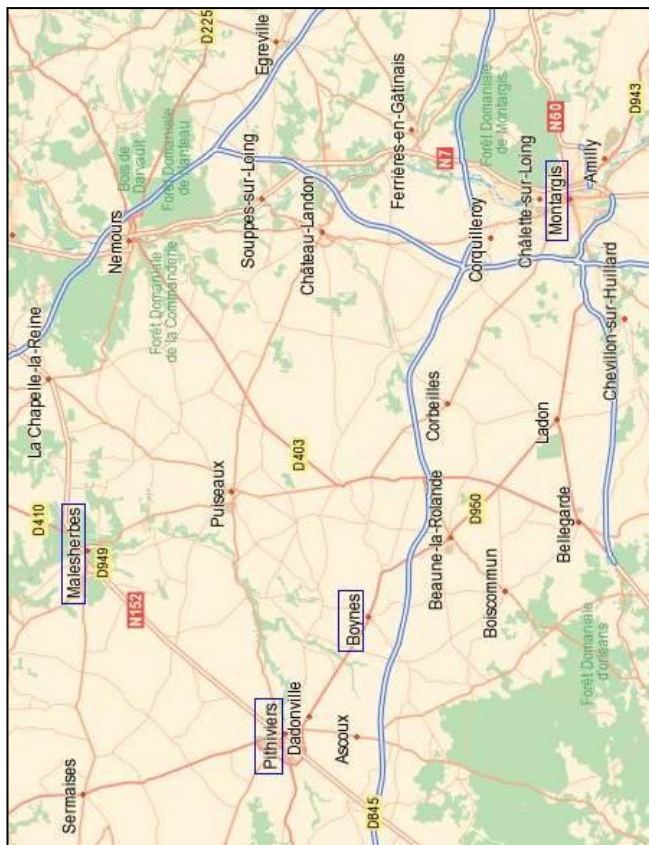 La Chapelle-la-Reine
D410
Sermaises
Malesherbes
D949
Nemours
Bois de
Darvault
N152
Forêt Domaniale
de la Commanderie
Forêt Domaniale
de Nanteau
D225
Puiseaux
Souppes-sur-Loing
Egreville
Pithiviers
Dadonville
D403
Château-Landon
Ascoux
Boynes
D645
Ferrières-en-Gâtinais
Beaune-la-Rolande
Corbeilles
N7
D950
Corquilleroy
Forêt Domaniale
de Montargis
Boiscommun
Châlette-sur-Loing
Ladon
N60
Bellegarde
Montargis
Forêt Domaniale
d'orléans
Amilly
Chevillon-sur-Huillard
D943